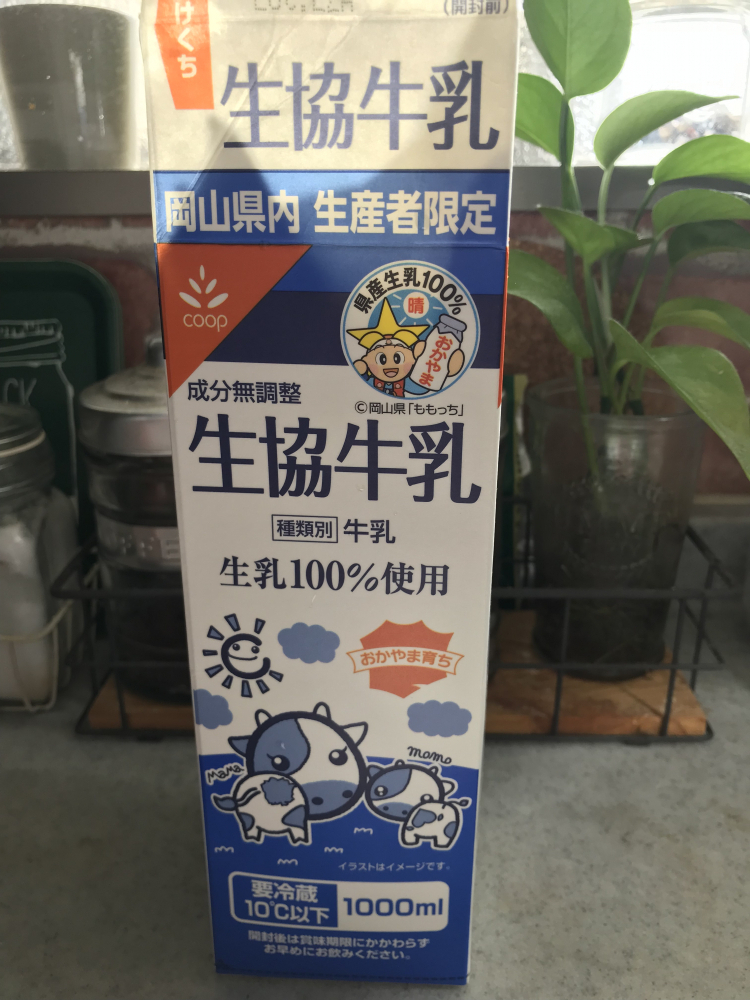 けくち
(開封前)
生協牛乳
岡山県内 生産者限定
coop
県産生乳100%
晴
おかやま
©岡山県「ももっち」
成分無調整
生協牛乳
種類別 牛乳
生乳100%使用
おかやま育ち
MaMa
momo
イラストはイメージです。
要冷蔵
10℃以下
1000ml
開封後は賞味期限にかかわらず
お早めにお飲みください。